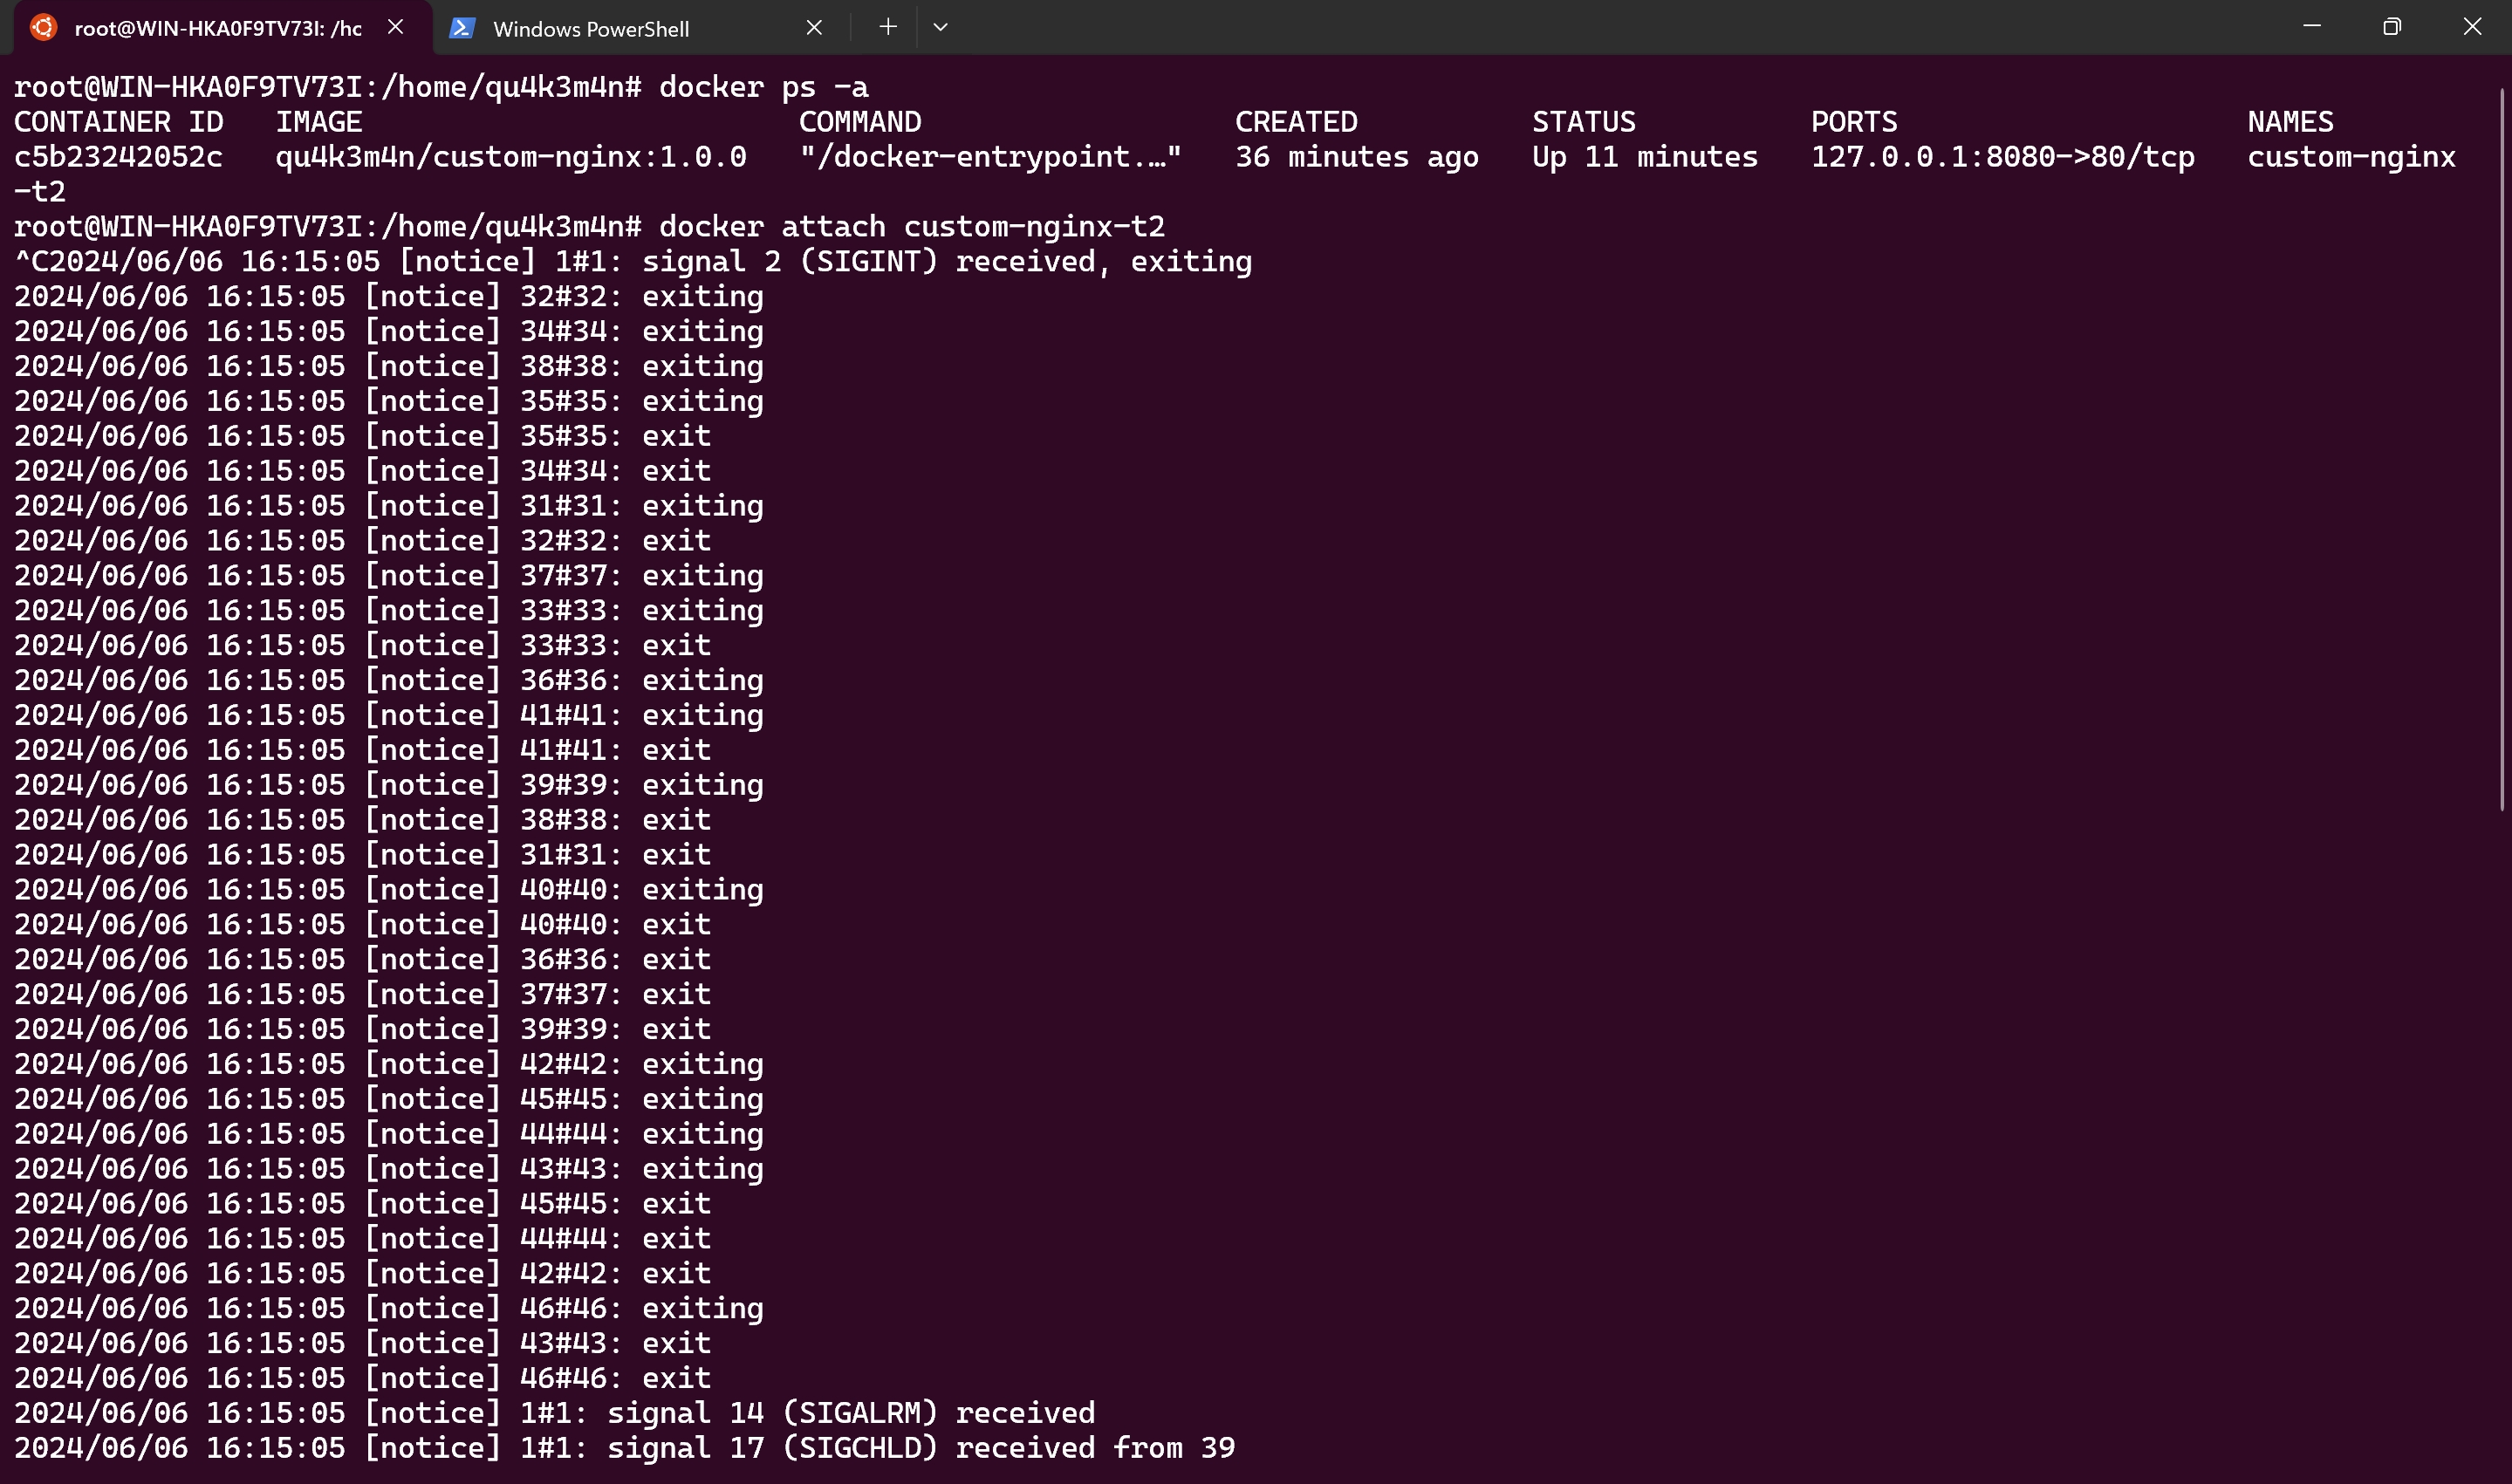 root@WIN-HKA0F9TV73I: /hc
Windows PowerShell
root@WIN-HKA0F9TV73I:/home/qu4k3m4n# docker ps -a
CONTAINER ID   IMAGE                         COMMAND                  CREATED          STATUS          PORTS                    NAMES
c5b23242052c   qu4k3m4n/custom-nginx:1.0.0   "/docker-entrypoint.…"   36 minutes ago   Up 11 minutes   127.0.0.1:8080->80/tcp   custom-nginx
-t2
root@WIN-HKA0F9TV73I:/home/qu4k3m4n# docker attach custom-nginx-t2
^C2024/06/06 16:15:05 [notice] 1#1: signal 2 (SIGINT) received, exiting
2024/06/06 16:15:05 [notice] 32#32: exiting
2024/06/06 16:15:05 [notice] 34#34: exiting
2024/06/06 16:15:05 [notice] 38#38: exiting
2024/06/06 16:15:05 [notice] 35#35: exiting
2024/06/06 16:15:05 [notice] 35#35: exit
2024/06/06 16:15:05 [notice] 34#34: exit
2024/06/06 16:15:05 [notice] 31#31: exiting
2024/06/06 16:15:05 [notice] 32#32: exit
2024/06/06 16:15:05 [notice] 37#37: exiting
2024/06/06 16:15:05 [notice] 33#33: exiting
2024/06/06 16:15:05 [notice] 33#33: exit
2024/06/06 16:15:05 [notice] 36#36: exiting
2024/06/06 16:15:05 [notice] 41#41: exiting
2024/06/06 16:15:05 [notice] 41#41: exit
2024/06/06 16:15:05 [notice] 39#39: exiting
2024/06/06 16:15:05 [notice] 38#38: exit
2024/06/06 16:15:05 [notice] 31#31: exit
2024/06/06 16:15:05 [notice] 40#40: exiting
2024/06/06 16:15:05 [notice] 40#40: exit
2024/06/06 16:15:05 [notice] 36#36: exit
2024/06/06 16:15:05 [notice] 37#37: exit
2024/06/06 16:15:05 [notice] 39#39: exit
2024/06/06 16:15:05 [notice] 42#42: exiting
2024/06/06 16:15:05 [notice] 45#45: exiting
2024/06/06 16:15:05 [notice] 44#44: exiting
2024/06/06 16:15:05 [notice] 43#43: exiting
2024/06/06 16:15:05 [notice] 45#45: exit
2024/06/06 16:15:05 [notice] 44#44: exit
2024/06/06 16:15:05 [notice] 42#42: exit
2024/06/06 16:15:05 [notice] 46#46: exiting
2024/06/06 16:15:05 [notice] 43#43: exit
2024/06/06 16:15:05 [notice] 46#46: exit
2024/06/06 16:15:05 [notice] 1#1: signal 14 (SIGALRM) received
2024/06/06 16:15:05 [notice] 1#1: signal 17 (SIGCHLD) received from 39